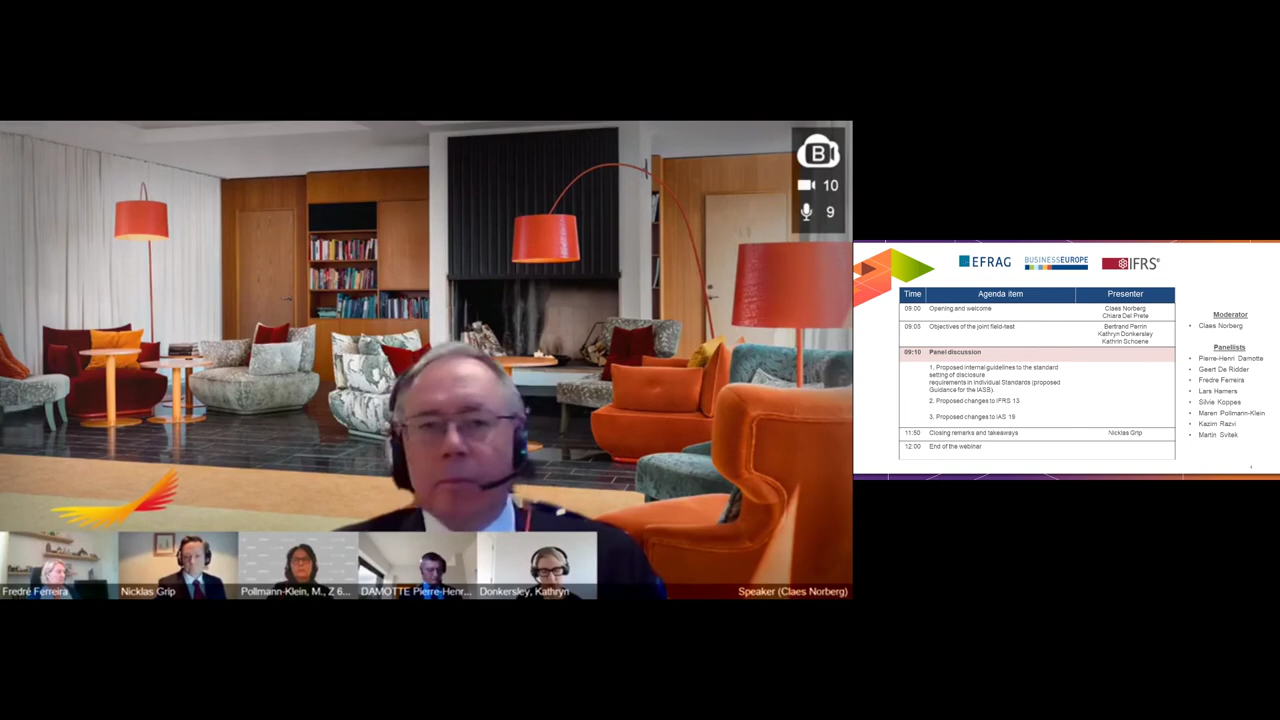 B
10
9
Fredré Ferreira
Nicklas Grip
Pollmann-Klein, M., Z 6...
DAMOTTE Pierre-Henr...
Donkersley, Kathryn
Speaker (Claes Norberg)
EFRAG
BUSINESSEUROPE
IFRS®
Time Agenda item Presenter
09:00 Opening and welcome Claes Norberg
Chiara Del Prete
09:05 Objectives of the joint field-test Bertrand Perrin
Kathryn Donkersley
Kathrin Schoene
09:10 Panel discussion
1. Proposed internal guidelines to the standard
setting of disclosure
requirements in individual Standards (proposed
Guidance for the IASB).
2. Proposed changes to IFRS 13
3. Proposed changes to IAS 19
11:50 Closing remarks and takeaways Nicklas Grip
12:00 End of the webinar
Moderator
• Claes Norberg
Panellists
• Pierre-Henri Damotte
• Geert De Ridder
• Fredre Ferreira
• Lars Hamers
• Silvie Koppes
• Maren Pollmann-Klein
• Kazim Razvi
• Martin Svitek
4